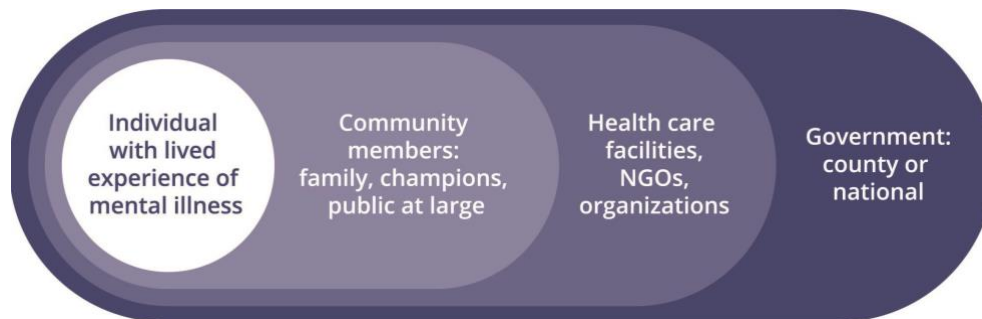 Individual
with lived
experience of
mental illness
Community
members:
family, champions,
public at large
Health care
facilities,
NGOs,
organizations
Government:
county or
national